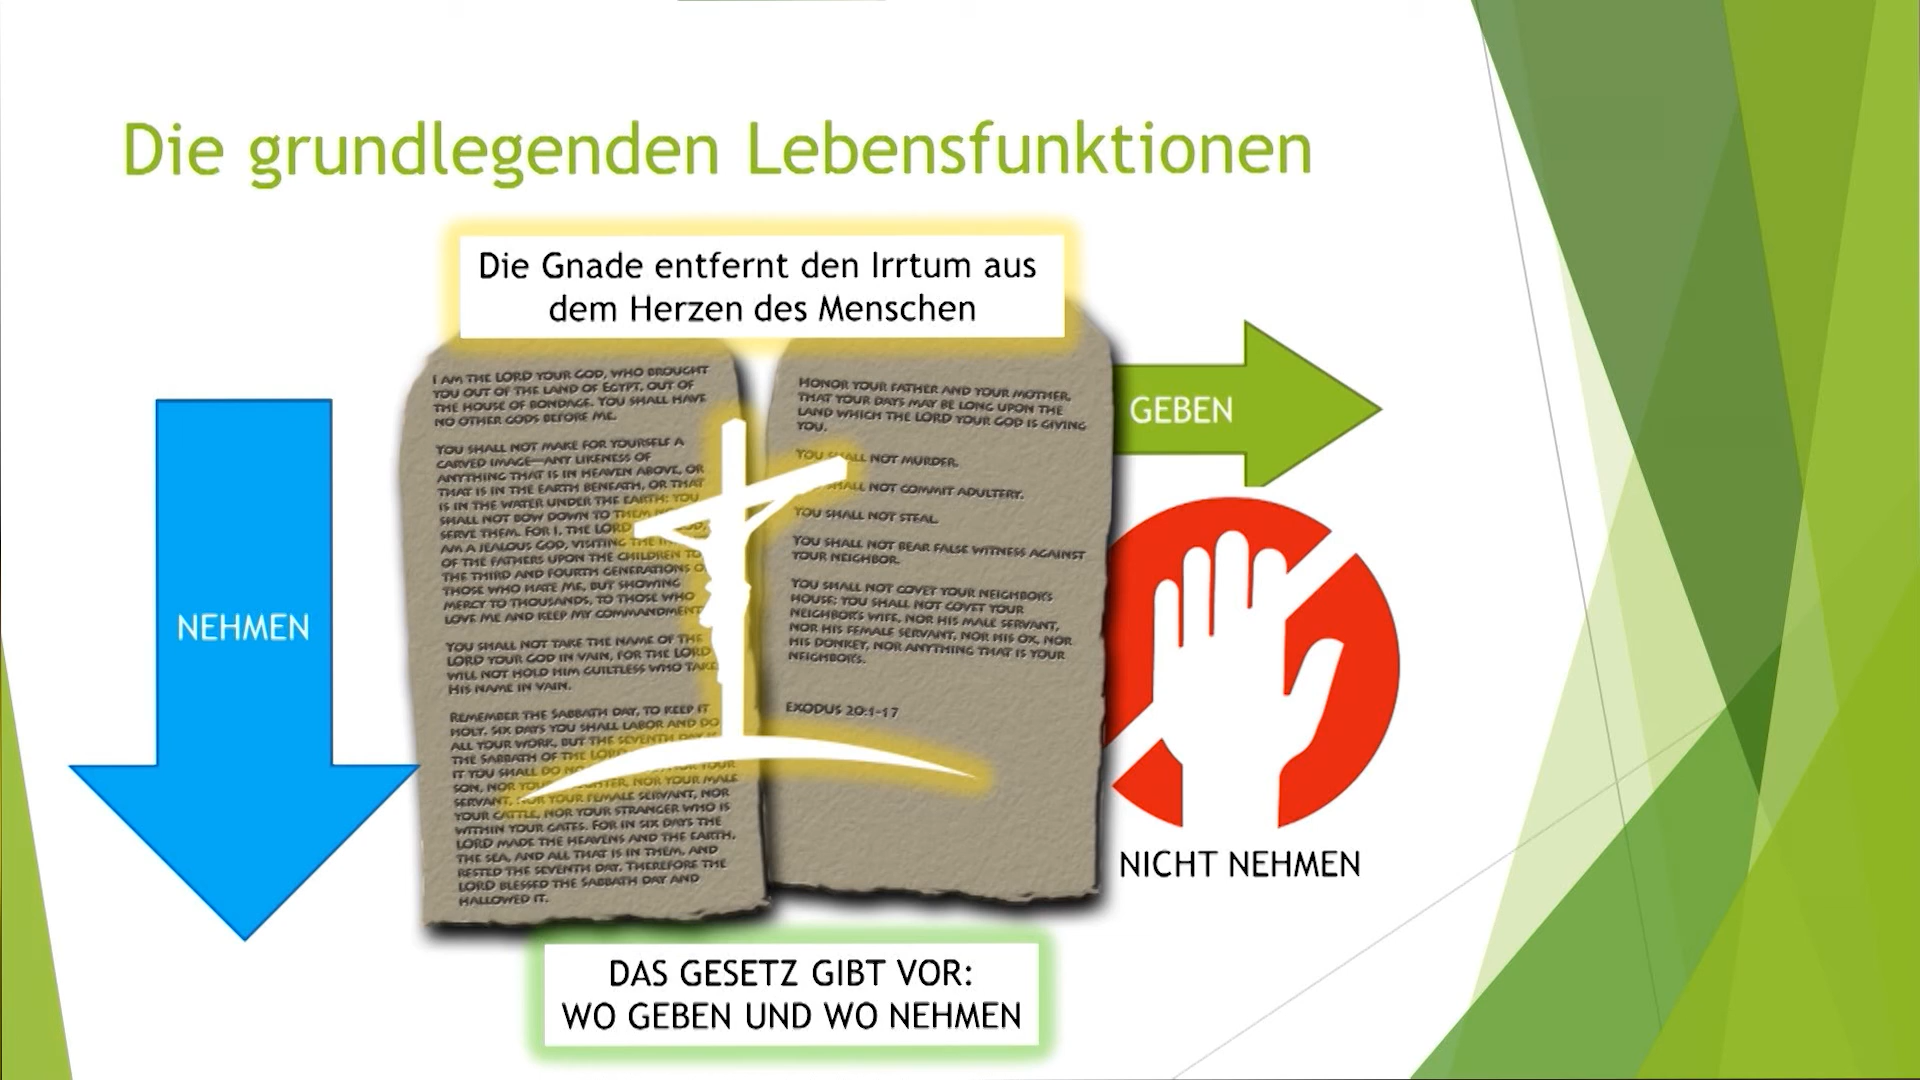 Die grundlegenden Lebensfunktionen
Die Gnade entfernt den Irrtum aus
dem Herzen des Menschen
NEHMEN
I AM THE LORD YOUR GOD, WHO BROUGHT
YOU OUT OF THE LAND OF EGYPT, OUT OF
THE HOUSE OF BONDAGE. YOU SHALL HAVE
NO OTHER GODS BEFORE ME.
YOU SHALL NOT MAKE FOR YOURSELF A
CARVED IMAGE—ANY LIKENESS OF
ANYTHING THAT IS IN HEAVEN ABOVE, OR
THAT IS IN THE EARTH BENEATH, OR THAT
IS IN THE WATER UNDER THE EARTH; YOU
SHALL NOT BOW DOWN TO THEM
SERVE THEM. FOR I, THE LORD
AM A JEALOUS GOD, VISITING THE
OF THE FATHERS UPON THE CHILDREN TO
THE THIRD AND FOURTH GENERATIONS
THOSE WHO HATE ME, BUT SHOWING
MERCY TO THOUSANDS, TO THOSE WHO
LOVE ME AND KEEP MY COMMANDMENT
YOU SHALL NOT TAKE THE NAME OF THE
LORD YOUR GOD IN VAIN, FOR THE LORD
WILL NOT HOLD HIM GUILTLESS WHO TAKE
HIS NAME IN VAIN.
REMEMBER THE SABBATH DAY, TO KEEP IT
HOLY. SIX DAYS YOU SHALL LABOR AND DO
ALL YOUR WORK, BUT THE SEVENTH DAY
THE SABBATH OF THE LORD
IT YOU SHALL DO NO YOUR
SON, NOR YOUR NOR YOUR MALE
SERVANT, NOR YOUR FEMALE SERVANT, NOR
YOUR CATTLE, NOR YOUR STRANGER WHO IS
WITHIN YOUR GATES. FOR IN SIX DAYS THE
LORD MADE THE HEAVENS AND THE EARTH,
THE SEA, AND ALL THAT IS IN THEM, AND
RESTED THE SEVENTH DAY. THEREFORE THE
LORD BLESSED THE SABBATH DAY AND
HALLOWED IT.
HONOR YOUR FATHER AND YOUR MOTHER,
THAT YOUR DAYS MAY BE LONG UPON THE
LAND WHICH THE LORD YOUR GOD IS GIVING
YOU.
YOU SHALL NOT MURDER.
SHALL NOT COMMIT ADULTERY.
YOU SHALL NOT STEAL.
YOU SHALL NOT BEAR FALSE WITNESS AGAINST
YOUR NEIGHBOR.
YOU SHALL NOT COVET YOUR NEIGHBOR'S
HOUSE; YOU SHALL NOT COVET YOUR
NEIGHBOR'S WIFE, NOR HIS MALE SERVANT,
NOR HIS FEMALE SERVANT, NOR HIS OX, NOR
HIS DONKEY, NOR ANYTHING THAT IS YOUR
NEIGHBOR'S.
EXODUS 20:1-17
GEBEN
NICHT NEHMEN
DAS GESETZ GIBT VOR:
WO GEBEN UND WO NEHMEN